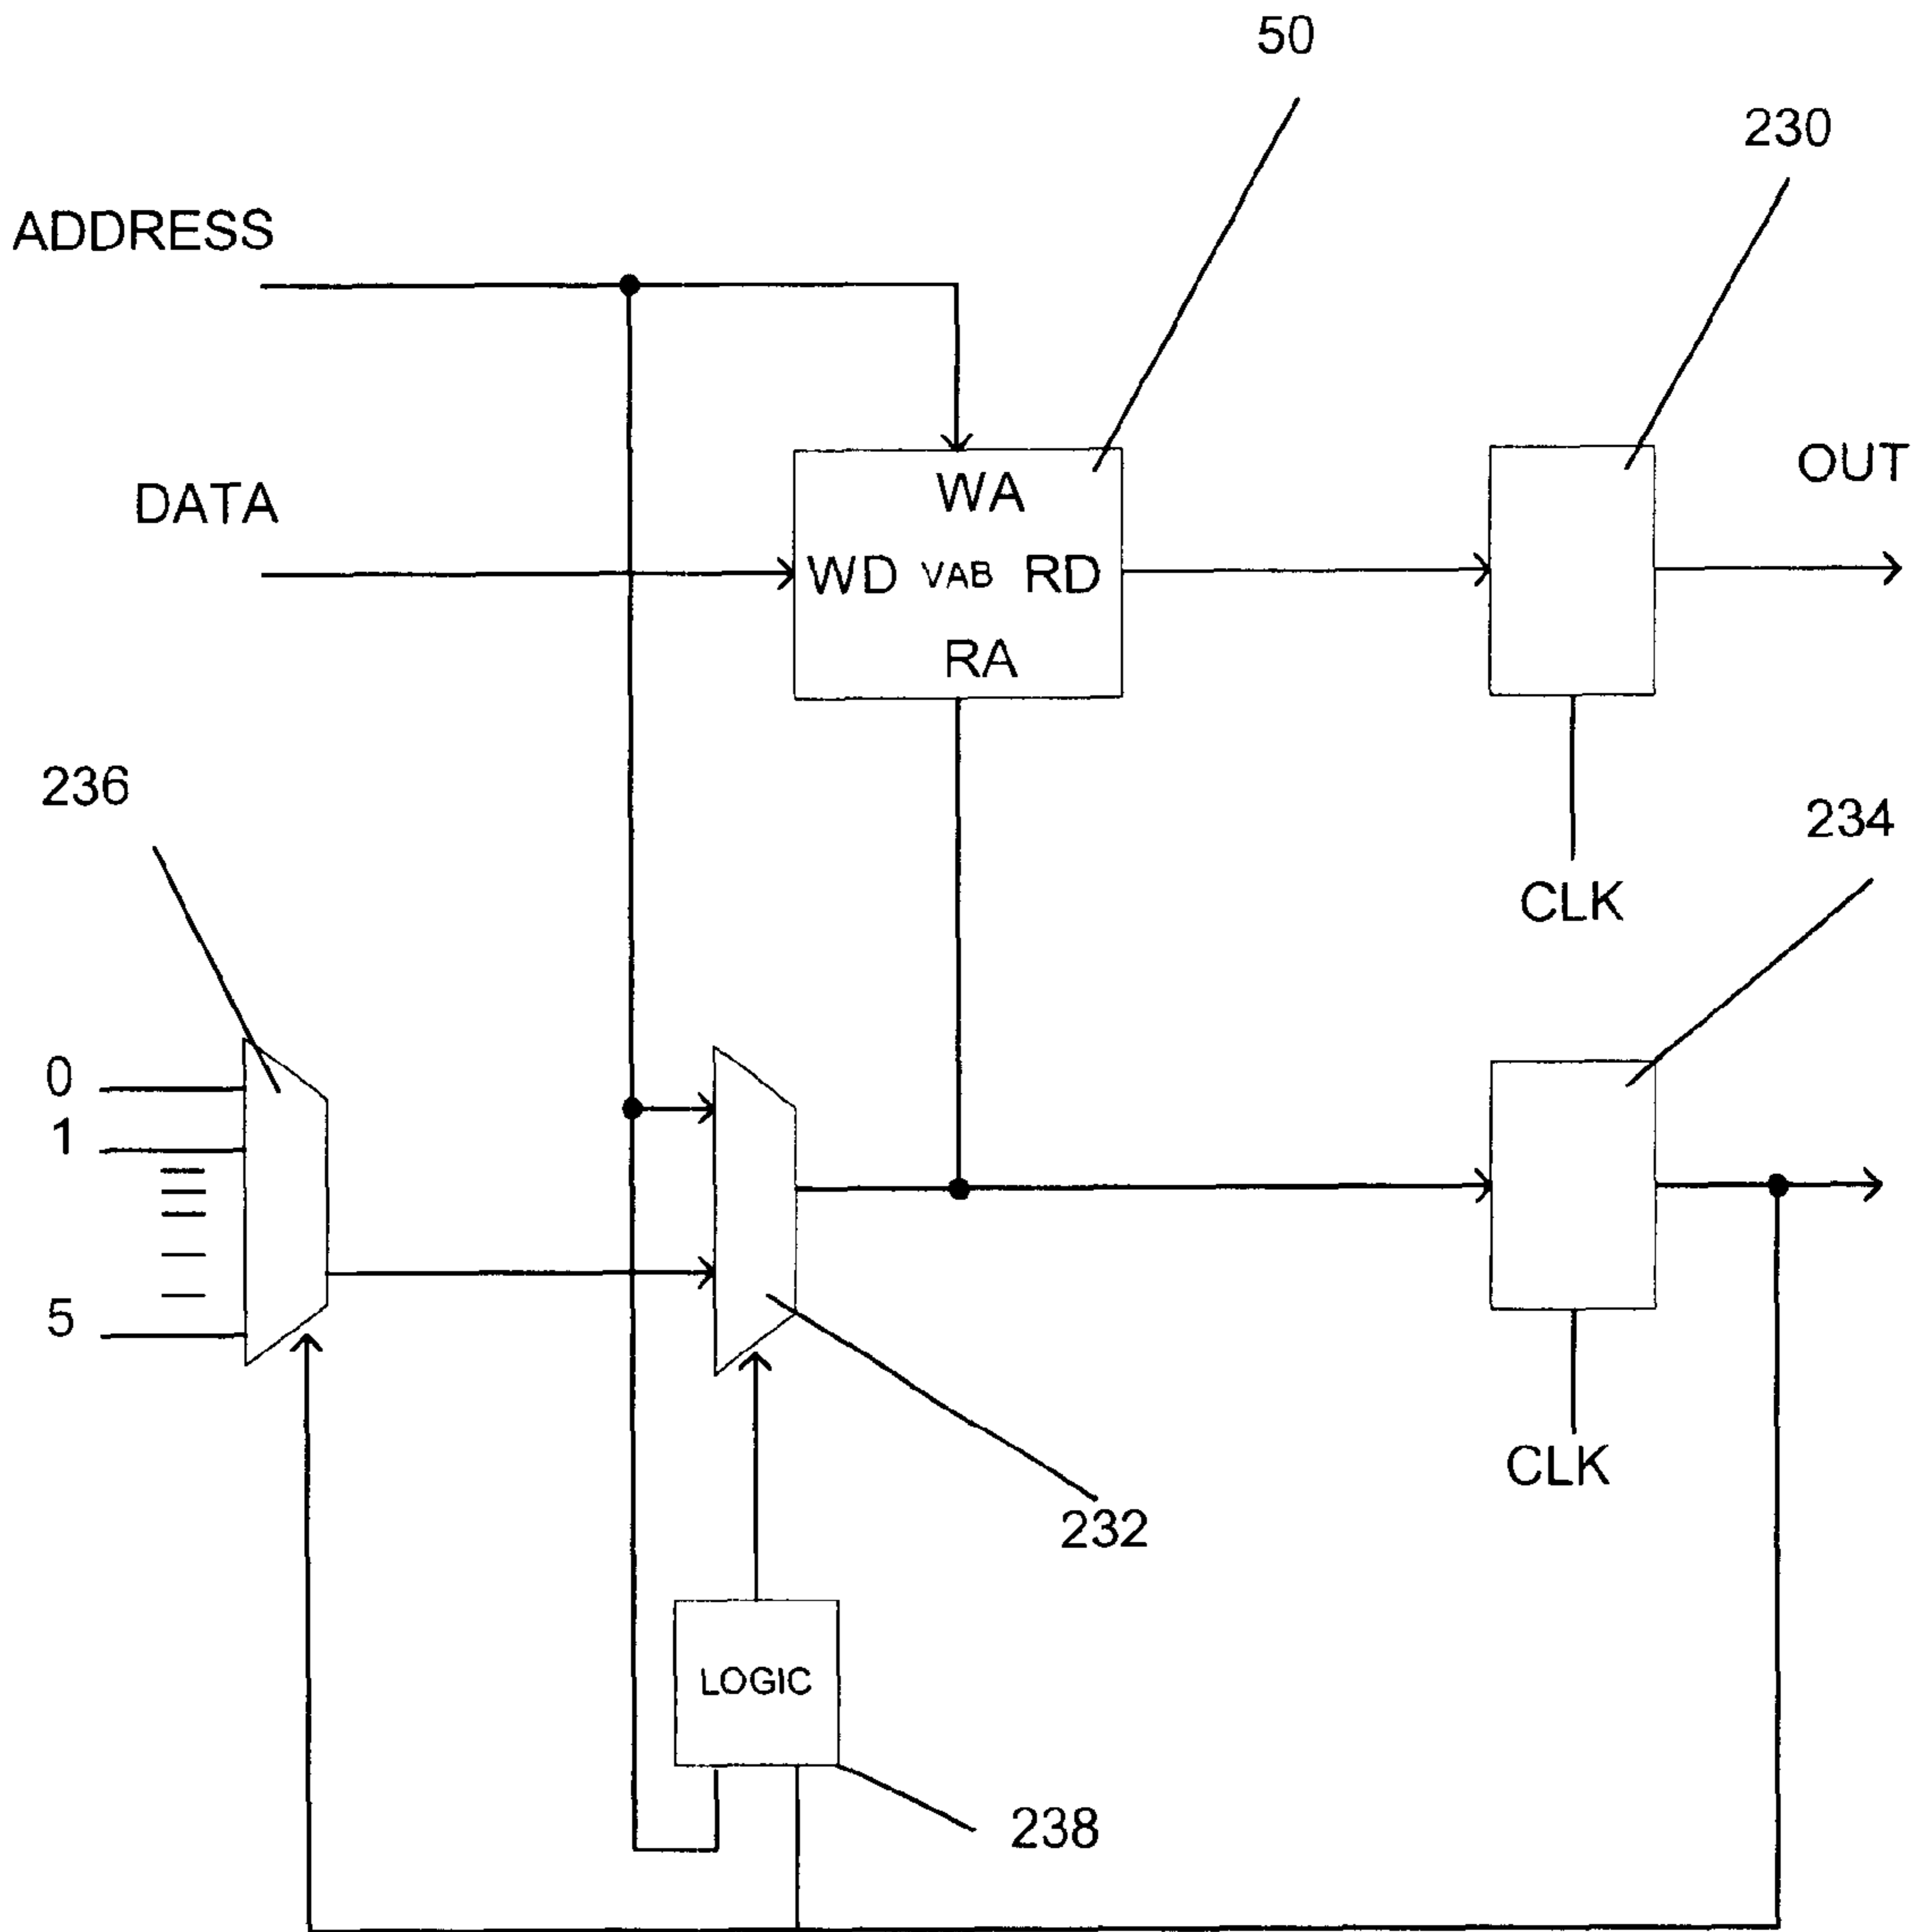 50
230
ADDRESS
DATA
WA
WD VAB RD
RA
OUT
CLK
236
234
0
1
5
CLK
232
LOGIC
238